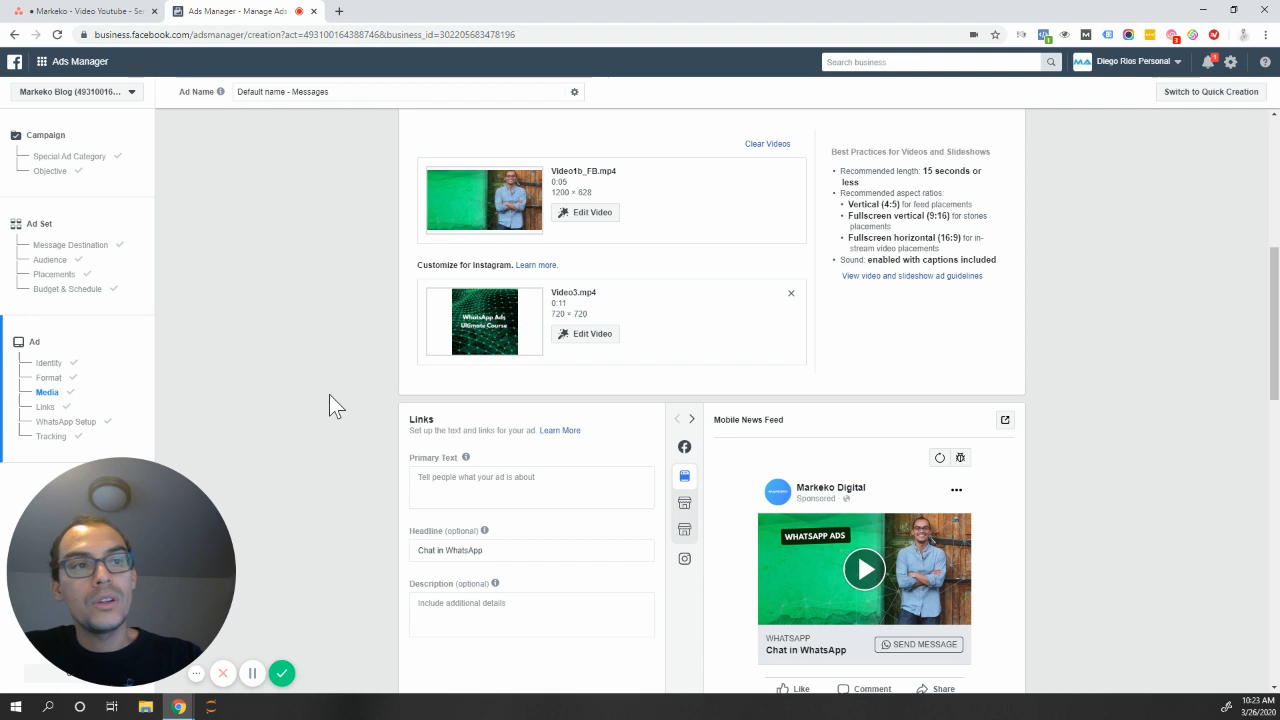 Markeko - Video Youtube - Ser
Ads Manager - Manage Ads
business.facebook.com/adsmanager/creation?act=493100164388746&business_id=302205683478196
Ads Manager
Search business
Diego Rios Personal
Markeko Blog (49310016...
Ad Name
Default name - Messages
Switch to Quick Creation
Campaign
Special Ad Category
Objective
Ad Set
Message Destination
Audience
Placements
Budget & Schedule
Ad
Identity
Format
Media
Links
WhatsApp Setup
Tracking
Clear Videos
Video1b_FB.mp4
0:05
1200 × 628
Edit Video
Customize for Instagram. Learn more.
WhatsApp Ads
Ultimate Course
Video3.mp4
0:11
720 × 720
Edit Video
Best Practices for Videos and Slideshows
• Recommended length: 15 seconds or
less
• Recommended aspect ratios:
• Vertical (4:5) for feed placements
• Fullscreen vertical (9:16) for stories
placements
• Fullscreen horizontal (16:9) for in-
stream video placements
• Sound: enabled with captions included
View video and slideshow ad guidelines
Links
Set up the text and links for your ad. Learn More
Primary Text
Tell people what your ad is about
Headline (optional)
Chat in WhatsApp
Description (optional)
Include additional details
Mobile News Feed
Markeko Digital
Sponsored ·
WHATSAPP ADS
WHATSAPP
Chat in WhatsApp
SEND MESSAGE
Like
Comment
Share
10:23 AM
3/26/2020